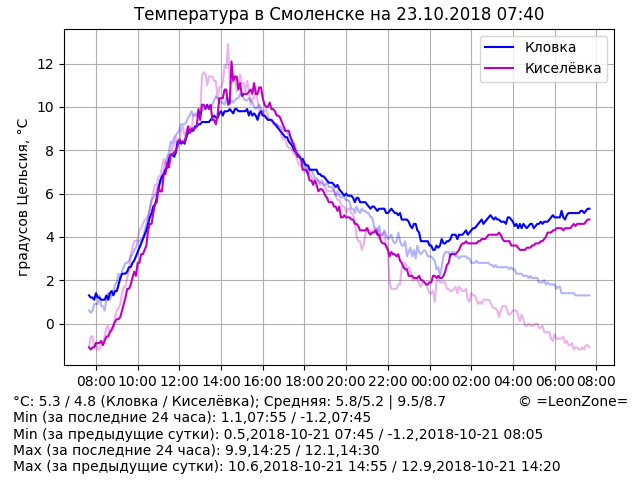 Температура в Смоленске на 23.10.2018 07:40
Кловка
Киселёвка
градусов Цельсия, °C
12
10
8
6
4
2
0
08:00 10:00 12:00 14:00 16:00 18:00 20:00 22:00 00:00 02:00 04:00 06:00 08:00
°C: 5.3 / 4.8 (Кловка / Киселёвка); Средняя: 5.8/5.2 | 9.5/8.7 © =LeonZone=
Min (за последние 24 часа): 1.1,07:55 / -1.2,07:45
Min (за предыдущие сутки): 0.5,2018-10-21 07:45 / -1.2,2018-10-21 08:05
Max (за последние 24 часа): 9.9,14:25 / 12.1,14:30
Max (за предыдущие сутки): 10.6,2018-10-21 14:55 / 12.9,2018-10-21 14:20